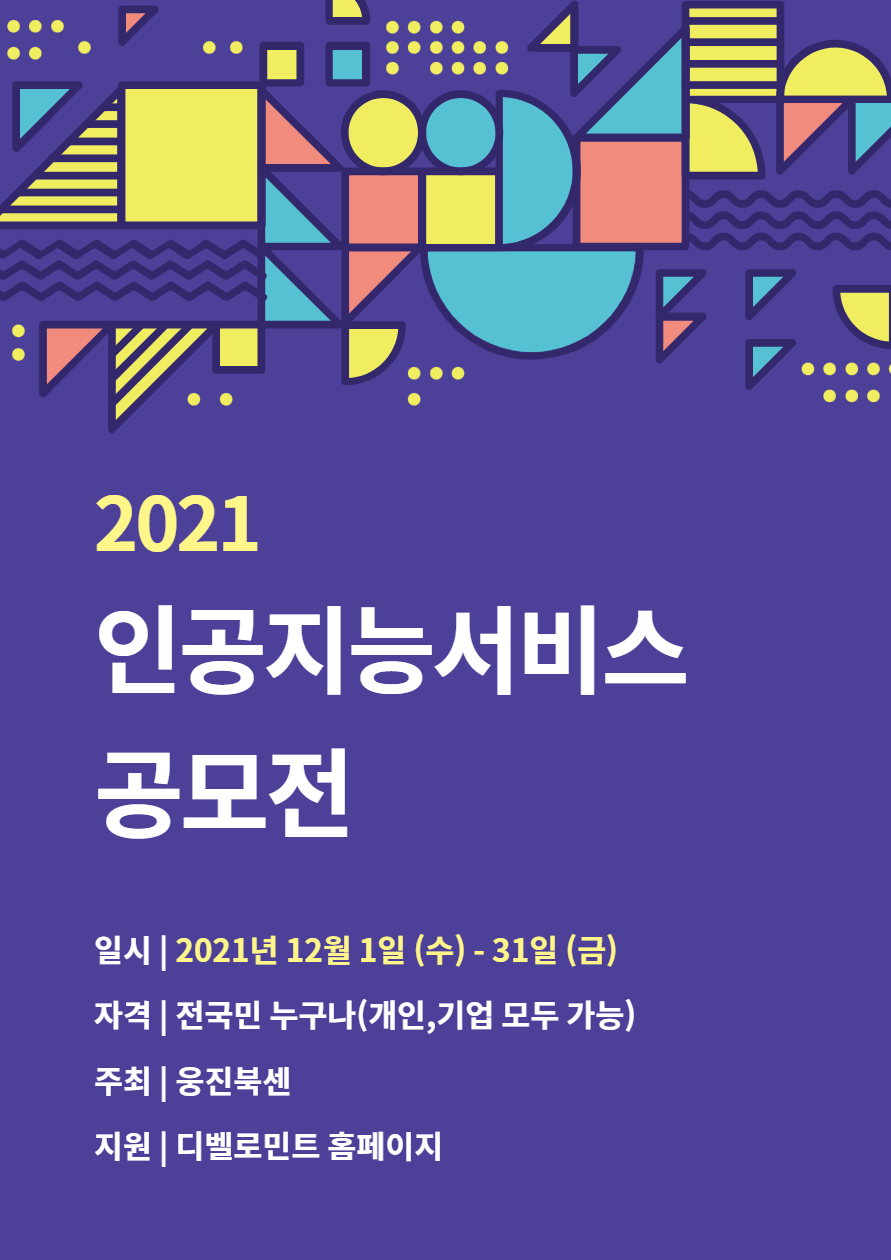 2021
인공지능서비스
공모전
일시 | 2021년 12월 1일 (수) - 31일 (금)
자격 | 전국민 누구나(개인,기업 모두 가능)
주최 | 웅진북센
지원 | 디벨로민트 홈페이지